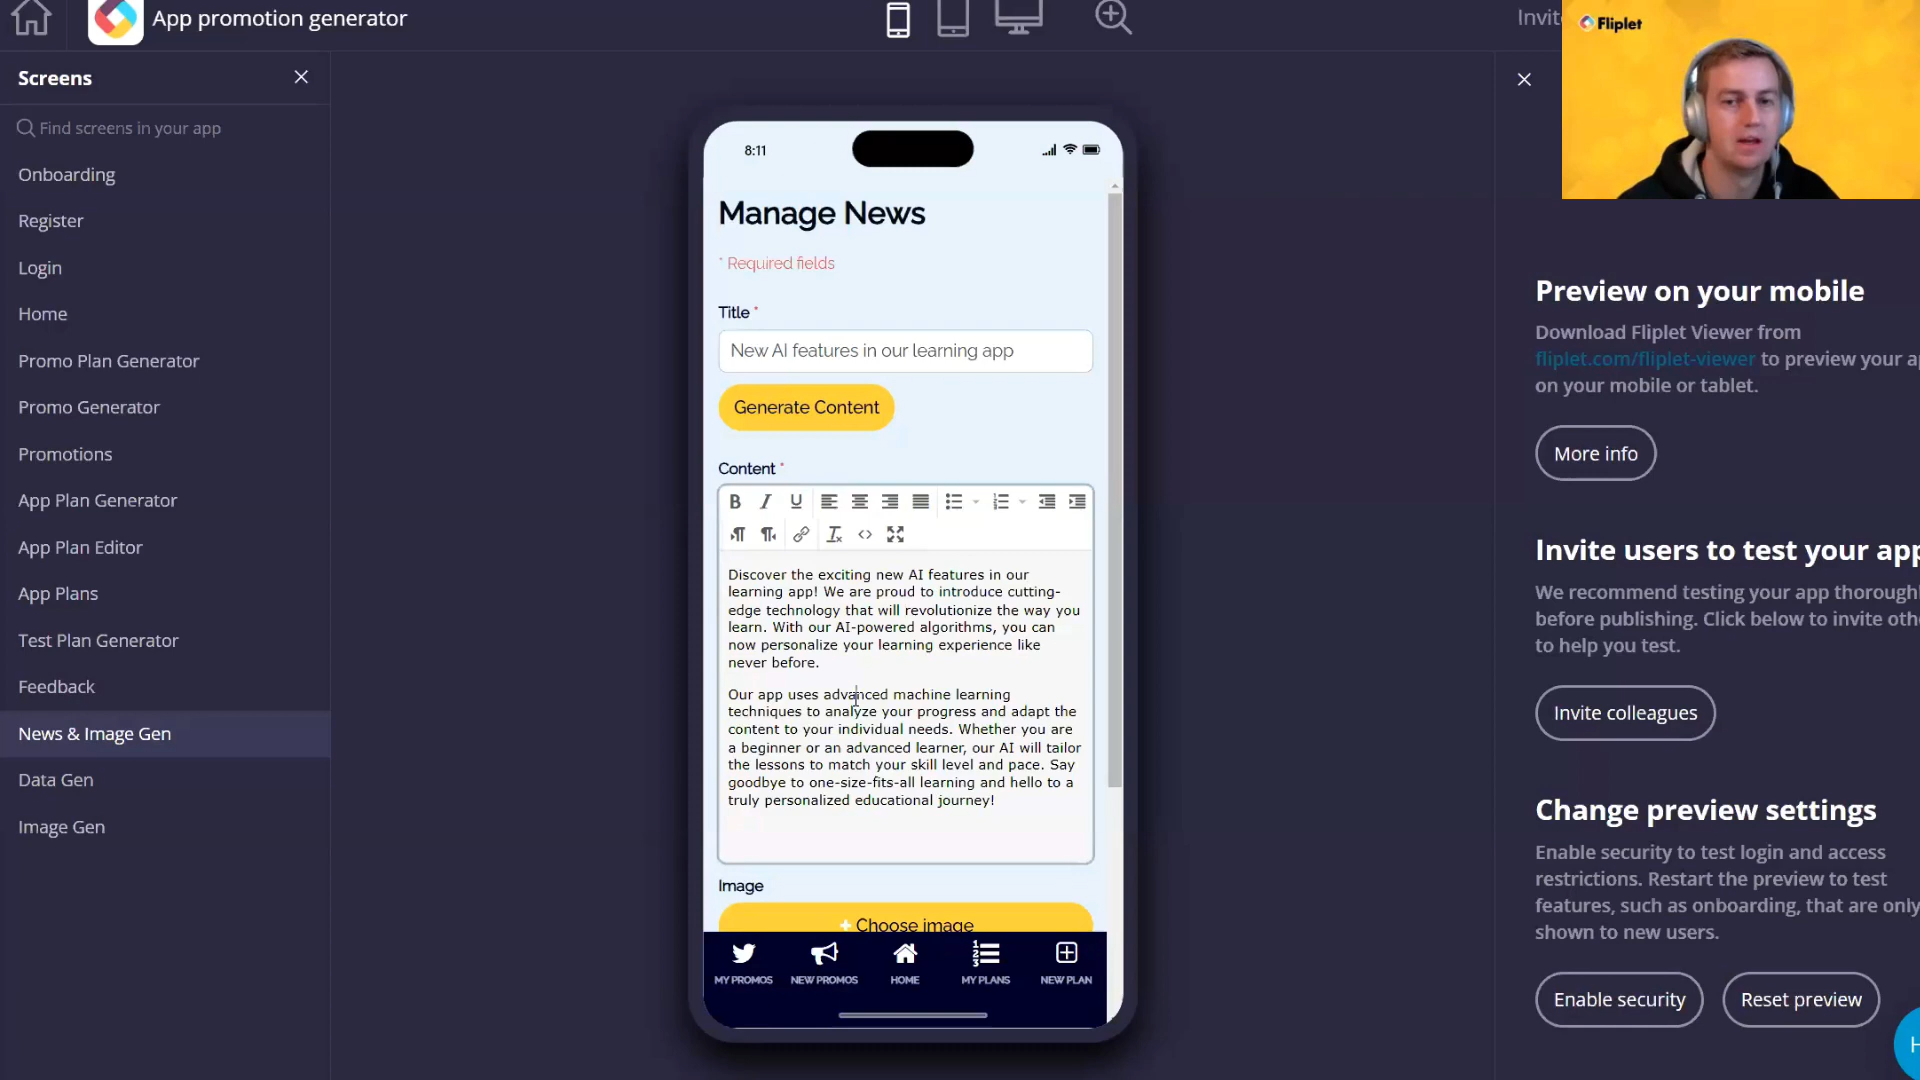 App promotion generator
Fliplet
Screens
Find screens in your app
Onboarding
Register
Login
Home
Promo Plan Generator
Promo Generator
Promotions
App Plan Generator
App Plan Editor
App Plans
Test Plan Generator
Feedback
News & Image Gen
Data Gen
Image Gen
8:11
Manage News
* Required fields
Title *
New AI features in our learning app
Generate Content
Content *
Discover the exciting new AI features in our
learning app! We are proud to introduce cutting-
edge technology that will revolutionize the way you
learn. With our AI-powered algorithms, you can
now personalize your learning experience like
never before.
Our app uses advanced machine learning
techniques to analyze your progress and adapt the
content to your individual needs. Whether you are
a beginner or an advanced learner, our AI will tailor
the lessons to match your skill level and pace. Say
goodbye to one-size-fits-all learning and hello to a
truly personalized educational journey!
Image
+ Choose image
MY PROMOS
NEW PROMOS
HOME
MY PLANS
NEW PLAN
Preview on your mobile
Download Fliplet Viewer from
fliplet.com/fliplet-viewer to preview your
on your mobile or tablet.
More info
Invite users to test your
We recommend testing your app
before publishing. Click below to invite
to help you test.
Invite colleagues
Change preview settings
Enable security to test login and access
restrictions. Restart the preview to test
features, such as onboarding, that are only
shown to new users.
Enable security
Reset preview